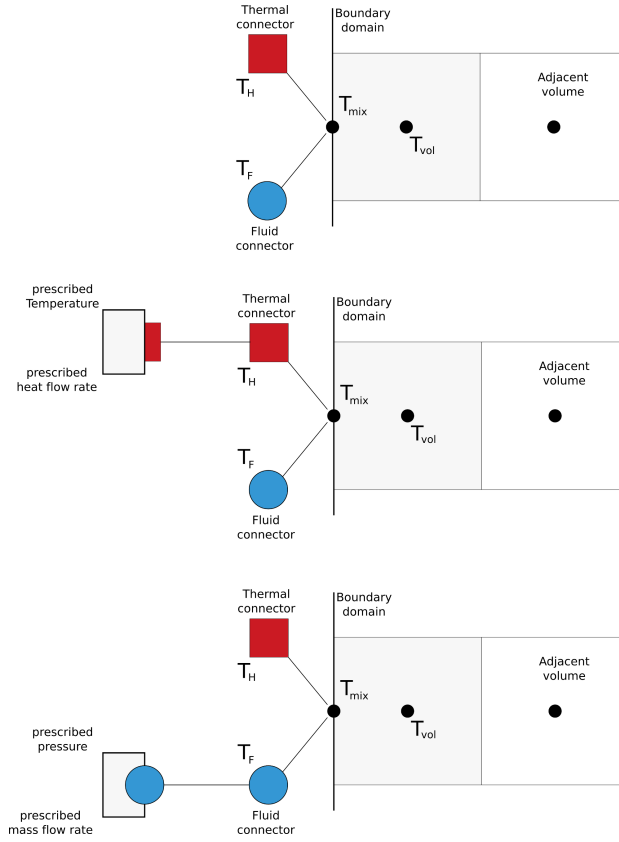 Thermal
connector
Boundary
domain
T_H
T_mix
Adjacent
volume
T_vol
T_F
Fluid
connector
prescribed
Temperature
Thermal
connector
Boundary
domain
prescribed
heat flow rate
T_H
T_mix
Adjacent
volume
T_vol
T_F
Fluid
connector
Thermal
connector
Boundary
domain
T_H
T_mix
Adjacent
volume
T_vol
prescribed
pressure
T_F
prescribed
mass flow rate
Fluid
connector